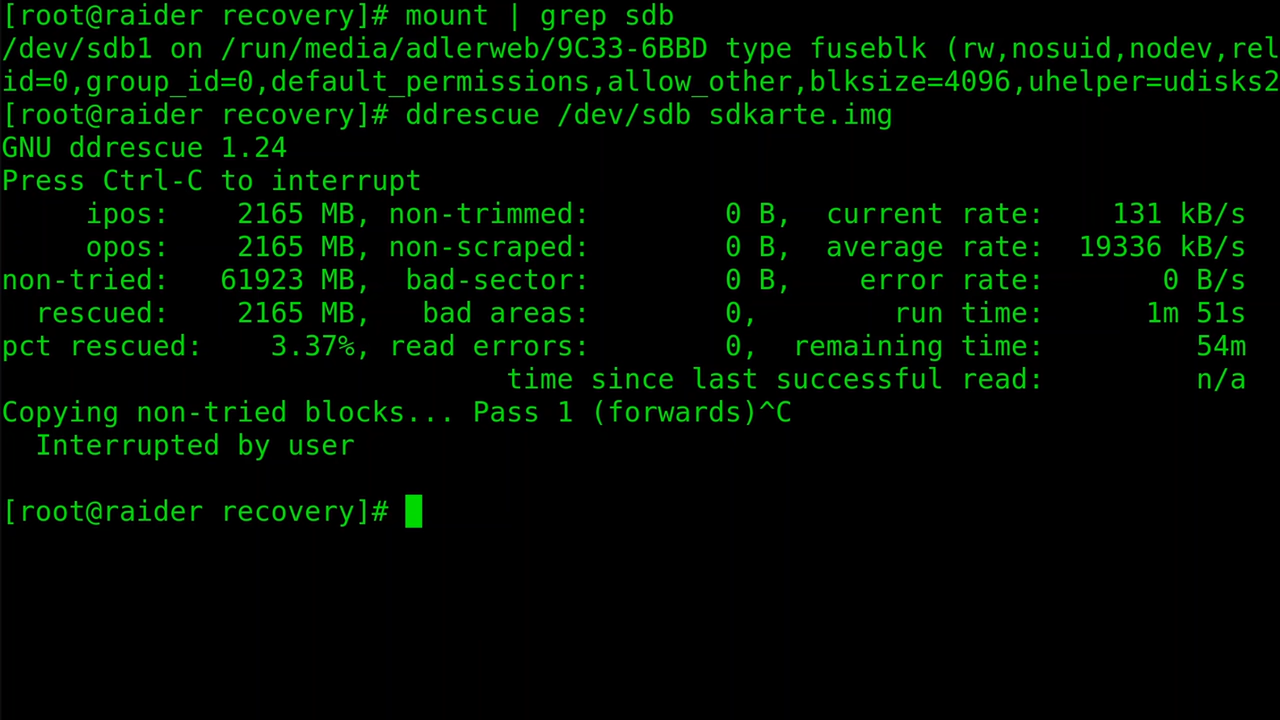 [root@raider recovery]# mount | grep sdb
/dev/sdb1 on /run/media/adlerweb/9C33-6BBD type fuseblk (rw,nosuid,nodev,rel
id=0,group_id=0,default_permissions,allow_other,blksize=4096,uhelper=udisks2
[root@raider recovery]# ddrescue /dev/sdb sdkarte.img
GNU ddrescue 1.24
Press Ctrl-C to interrupt
     ipos:    2165 MB, non-trimmed:        0 B,  current rate:    131 kB/s
     opos:    2165 MB, non-scraped:        0 B,  average rate:  19336 kB/s
non-tried:   61923 MB,  bad-sector:        0 B,    error rate:       0 B/s
  rescued:    2165 MB,   bad areas:        0,        run time:      1m 51s
pct rescued:    3.37%, read errors:        0,  remaining time:         54m
                              time since last successful read:         n/a
Copying non-tried blocks... Pass 1 (forwards)^C
  Interrupted by user
[root@raider recovery]#